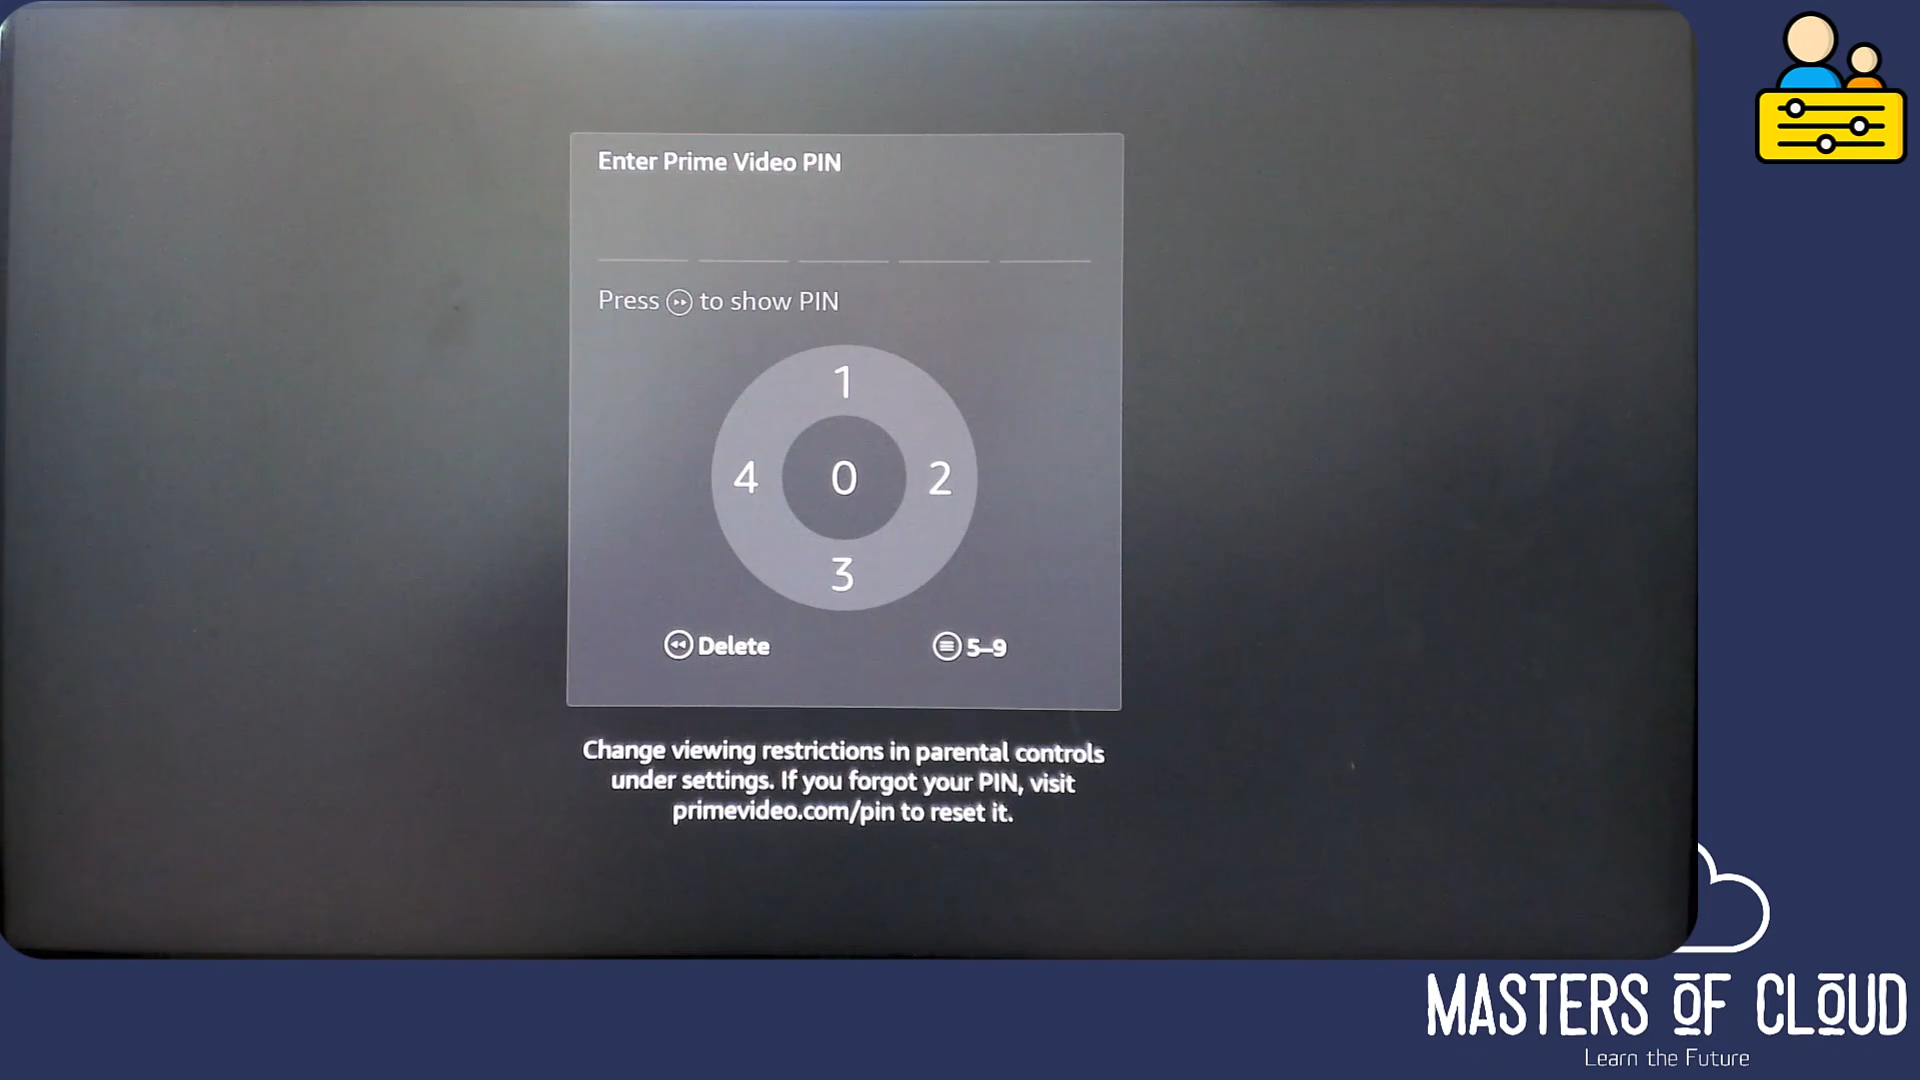 Enter Prime Video PIN
Press to show PIN
1
4 0 2
3
Delete 5–9
Change viewing restrictions in parental controls
under settings. If you forgot your PIN, visit
primevideo.com/pin to reset it.
MASTERS OF CLOUD
Learn the Future